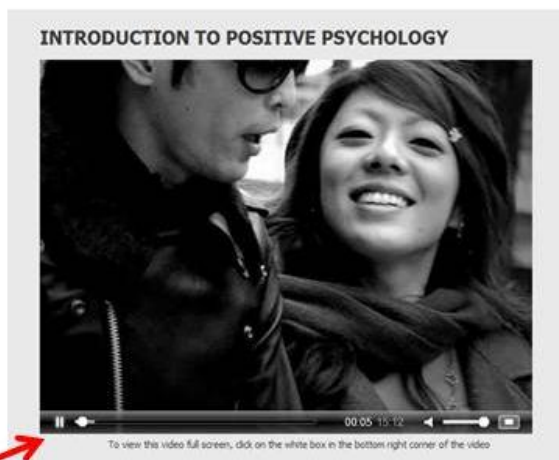 INTRODUCTION TO POSITIVE PSYCHOLOGY
00:05 15:12
To view this video full screen, click on the white box in the bottom right corner of the video